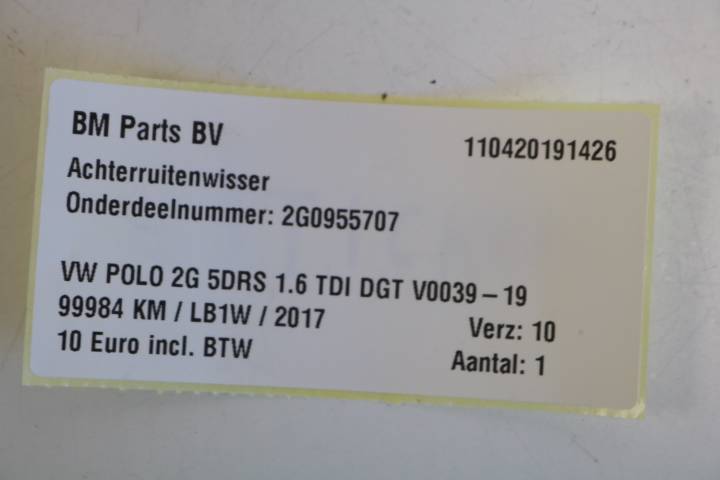 BM Parts BV
110420191426
Achterruitenwisser
Onderdeelnummer: 2G0955707
VW POLO 2G 5DRS 1.6 TDI DGT V0039 – 19
99984 KM / LB1W / 2017
Verz: 10
10 Euro incl. BTW
Aantal: 1